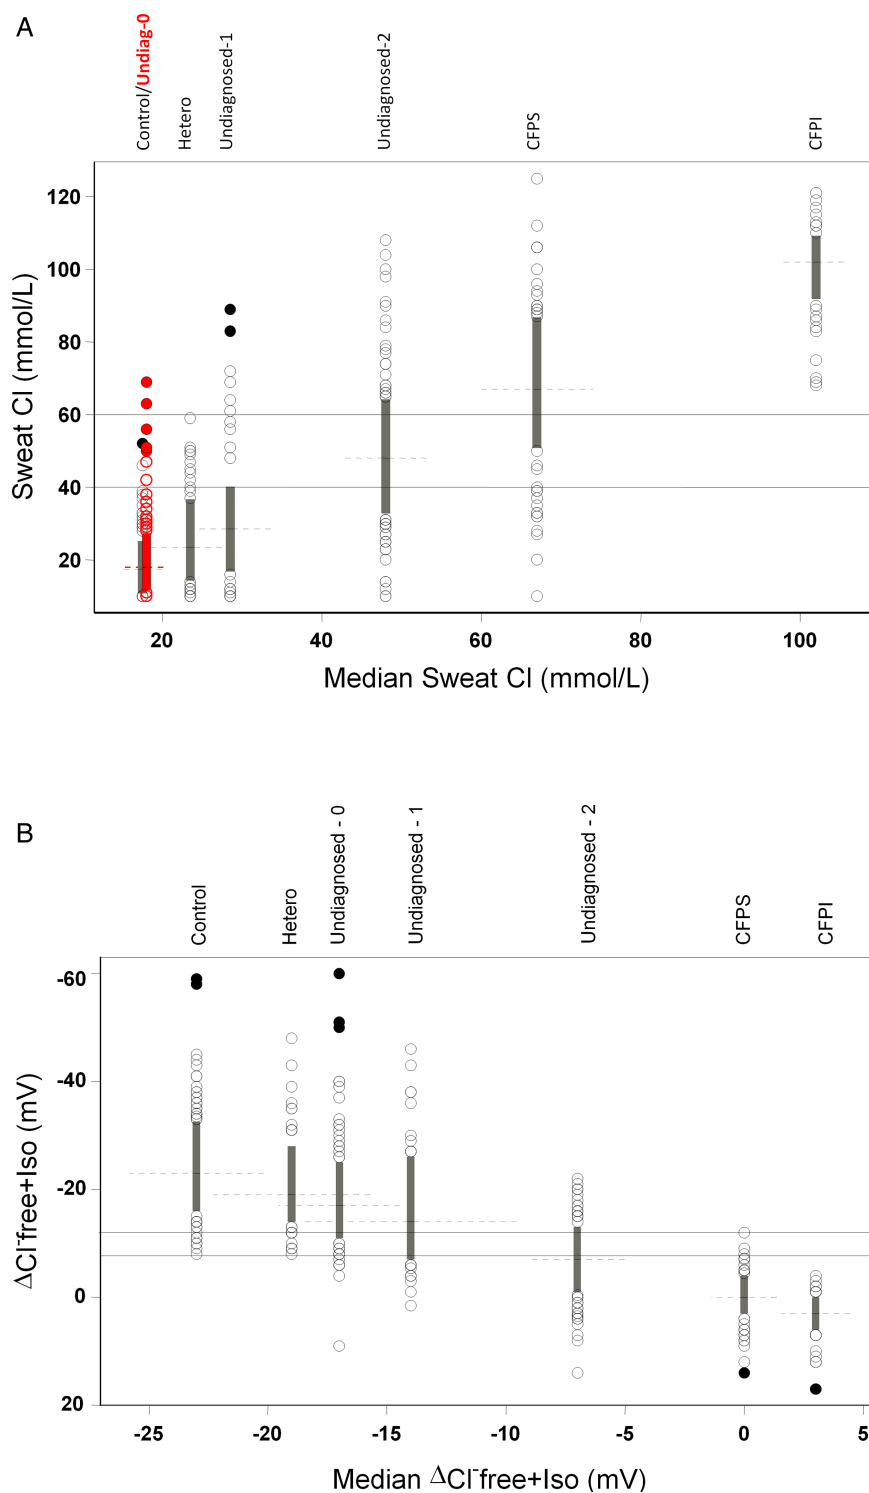 A
Control/Undiag-0
Hetero
Undiagnosed-1
Undiagnosed-2
CFPS
CFPI
Sweat Cl (mmol/L)
120
100
80
60
40
20
20
40
60
80
100
Median Sweat Cl (mmol/L)
B
Control
Hetero
Undiagnosed - 0
Undiagnosed - 1
Undiagnosed - 2
CFPS
CFPI
ΔCl⁻free+Iso (mV)
-60
-40
-20
0
20
-25
-20
-15
-10
-5
0
5
Median ΔCl⁻free+Iso (mV)